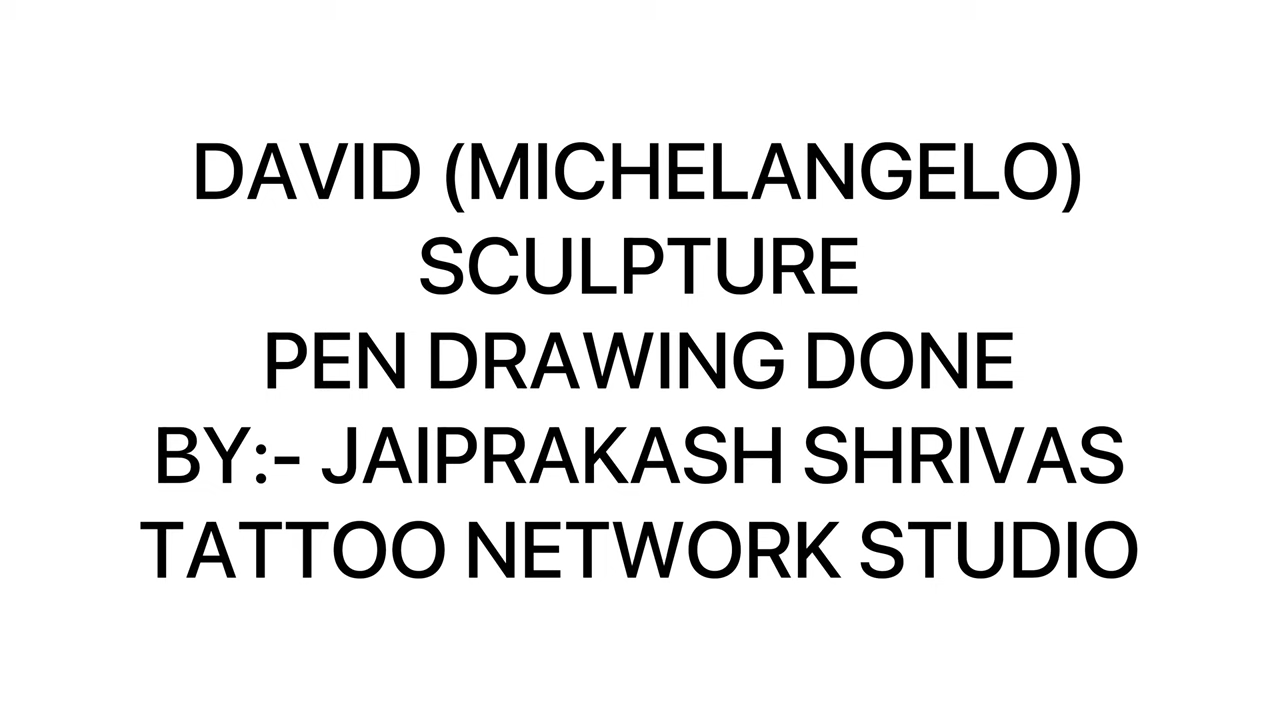 DAVID (MICHELANGELO)
SCULPTURE
PEN DRAWING DONE
BY:- JAIPRAKASH SHRIVAS
TATTOO NETWORK STUDIO